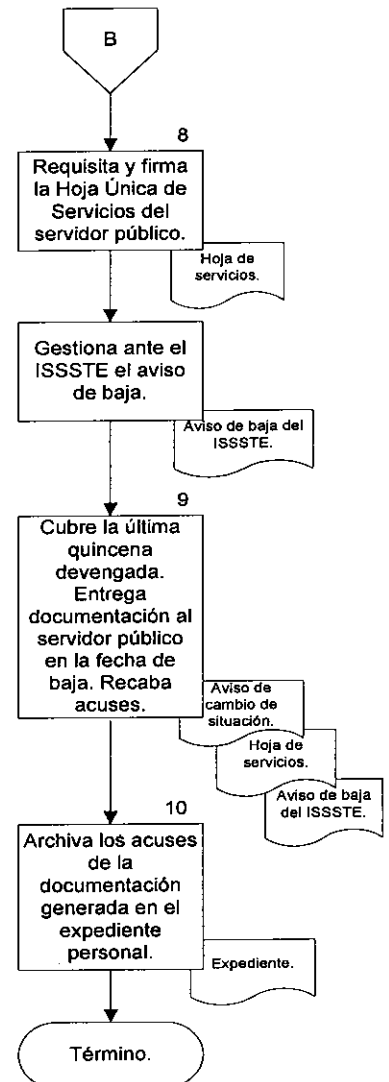 B
8
Requisita y firma
la Hoja Única de
Servicios del
servidor público.
Hoja de
servicios.
Gestiona ante el
ISSSTE el aviso
de baja.
Aviso de baja del
ISSSTE.
9
Cubre la última
quincena
devengada.
Entrega
documentación al
servidor público
en la fecha de
baja. Recaba
acuses.
Aviso de
cambio de
situación.
Hoja de
servicios.
Aviso de baja
del ISSSTE.
10
Archiva los acuses
de la
documentación
generada en el
expediente
personal.
Expediente.
Término.